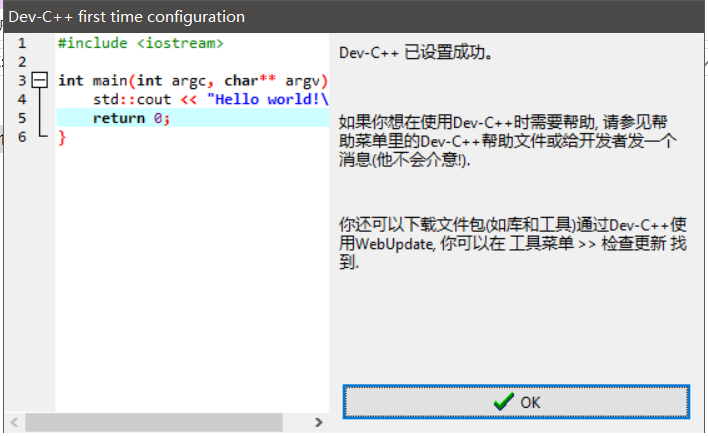 Dev-C++ first time configuration
1 #include <iostream>
2
3 int main(int argc, char** argv)
4 std::cout << "Hello world!\
5 return 0;
6 }
Dev-C++ 已设置成功。
如果你想在使用Dev-C++时需要帮助, 请参见帮
助菜单里的Dev-C++帮助文件或给开发者发一个
消息(他不会介意!).
你还可以下载文件包(如库和工具)通过Dev-C++使
用WebUpdate, 你可以在 工具菜单 >> 检查更新 找
到.
OK